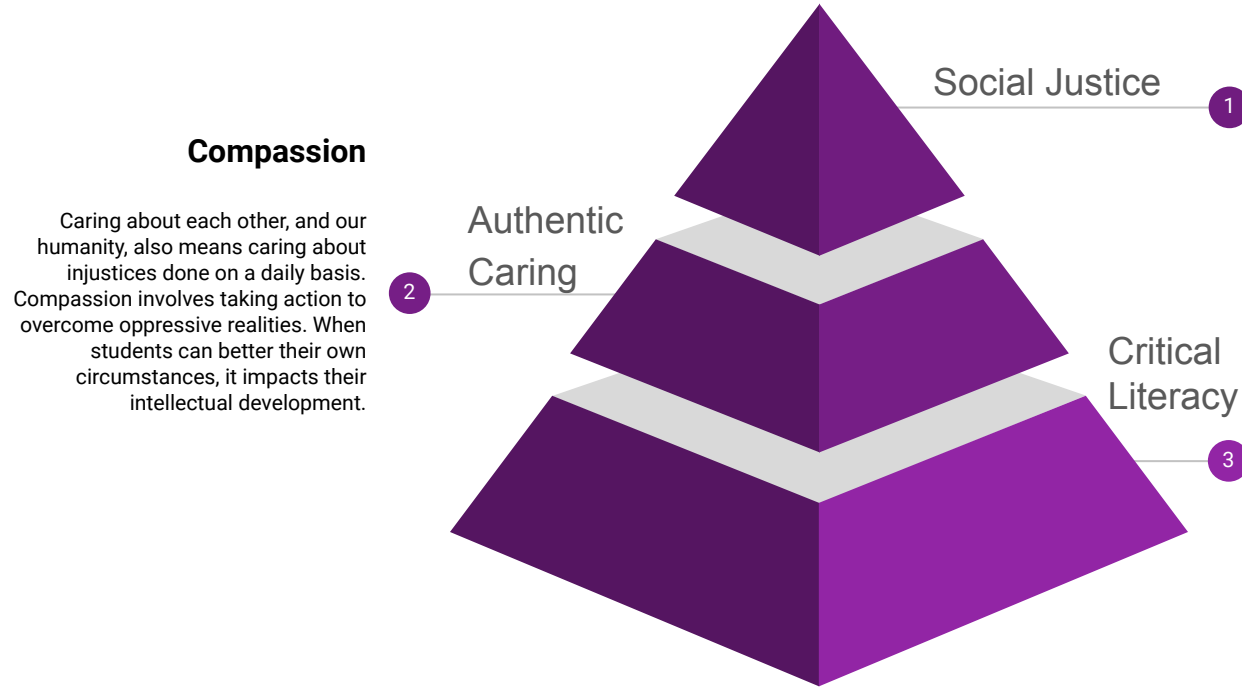 Social Justice
1
Compassion
Caring about each other, and our
humanity, also means caring about
injustices done on a daily basis.
Compassion involves taking action to
overcome oppressive realities. When
students can better their own
circumstances, it impacts their
intellectual development.
2
Authentic
Caring
Critical
Literacy
3